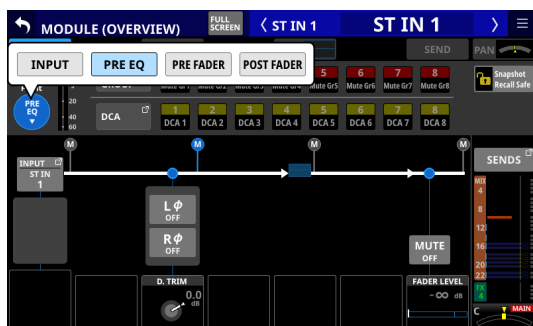 MODULE (OVERVIEW)
FULL
SCREEN
ST IN 1
ST IN 1
SEND
PAN
INPUT
PRE EQ
PRE FADER
POST FADER
5
6
7
8
Mute Gr5
Mute Gr6
Mute Gr7
Mute Gr8
Snapshot
Recall Safe
PRE
EQ
20
40
60
DCA
1
2
3
4
5
6
7
8
DCA 1
DCA 2
DCA 3
DCA 4
DCA 5
DCA 6
DCA 7
DCA 8
M
M
M
M
INPUT
ST IN
1
SENDS
MIX
4
8
12
16
20
22
FX
4
L Φ
OFF
R Φ
OFF
MUTE
OFF
D. TRIM
0.0
dB
FADER LEVEL
-∞ dB
C
MAIN